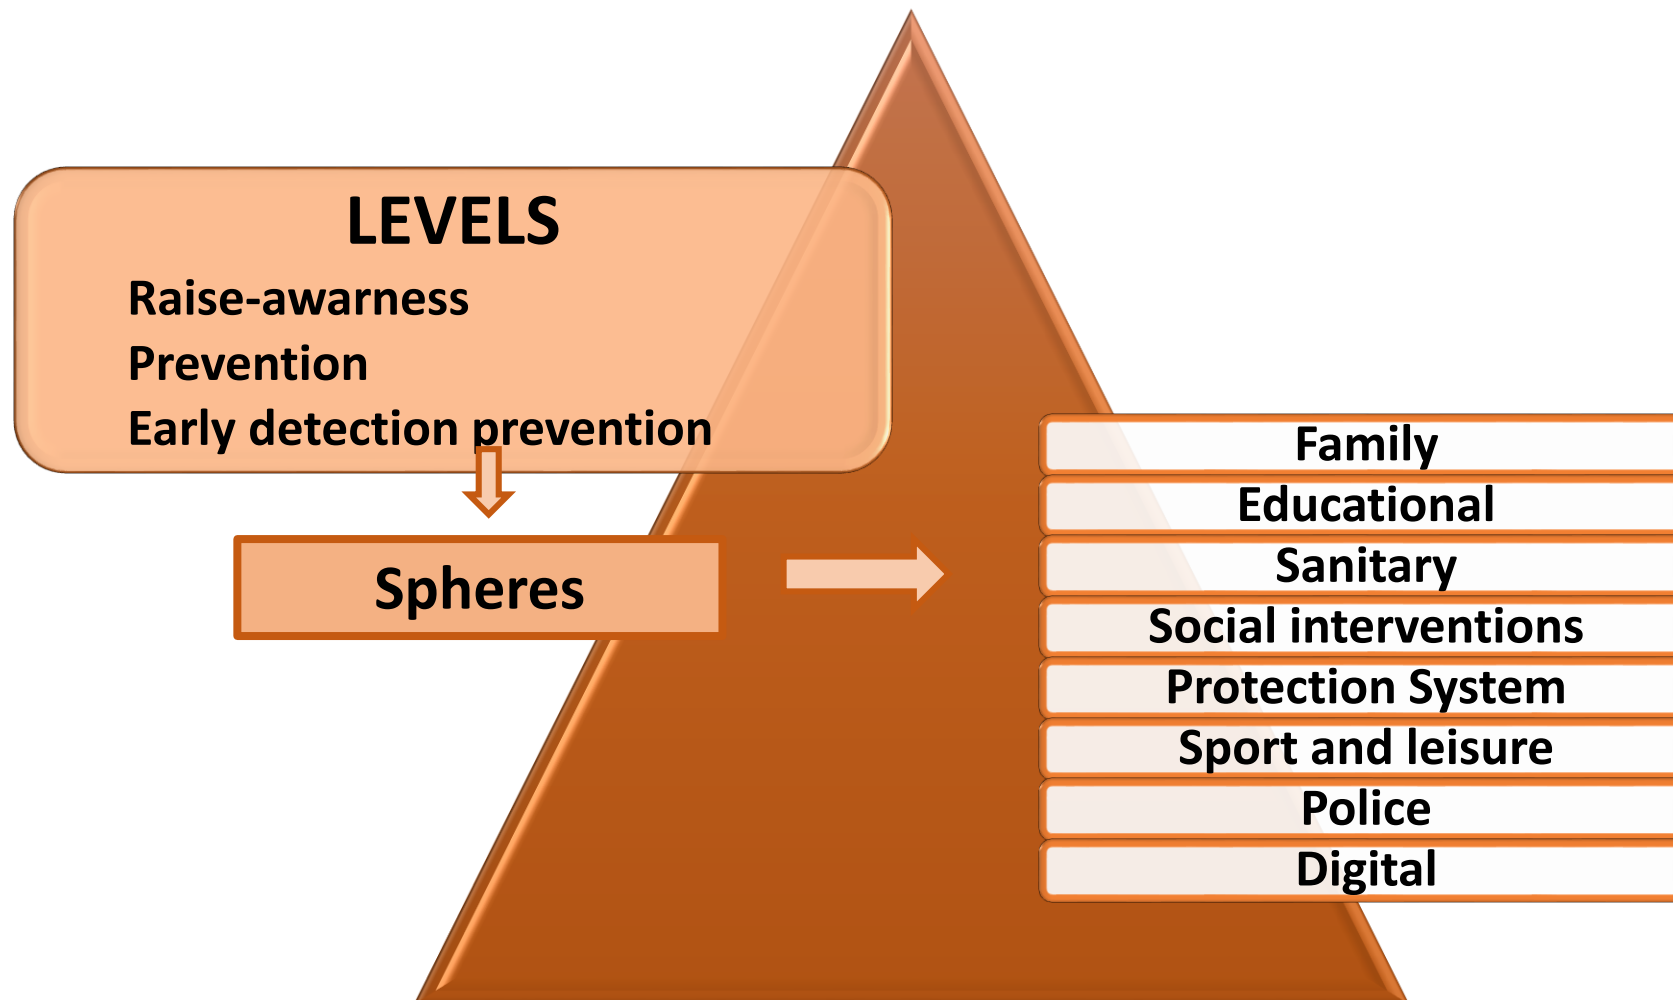 LEVELS
Raise-awarness
Prevention
Early detection prevention
Spheres
Family
Educational
Sanitary
Social interventions
Protection System
Sport and leisure
Police
Digital